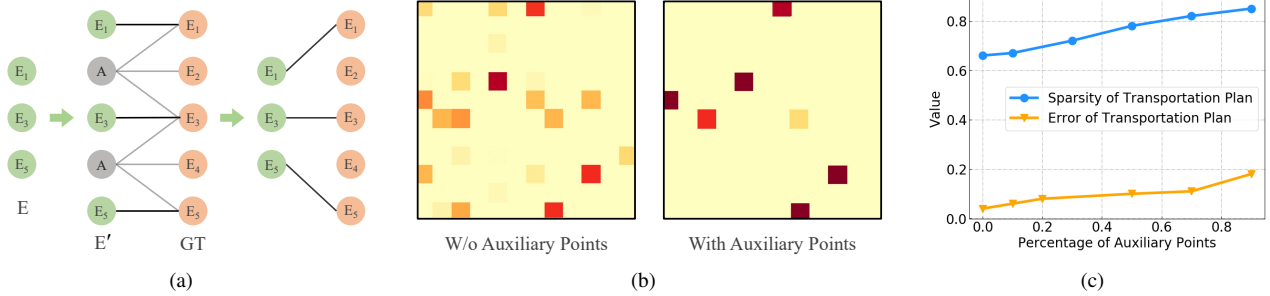 E₁
E₃
E₅
E
E₁
A
E₃
A
E₅
E′
E₁
E₂
E₃
E₄
E₅
GT
E₁
E₃
E₅
E₁
E₂
E₃
E₄
E₅
(a)
W/o Auxiliary Points
With Auxiliary Points
(b)
Value
0.8
0.6
0.4
0.2
0.0
Sparsity of Transportation Plan
Error of Transportation Plan
0.0 0.2 0.4 0.6 0.8
Percentage of Auxiliary Points
(c)